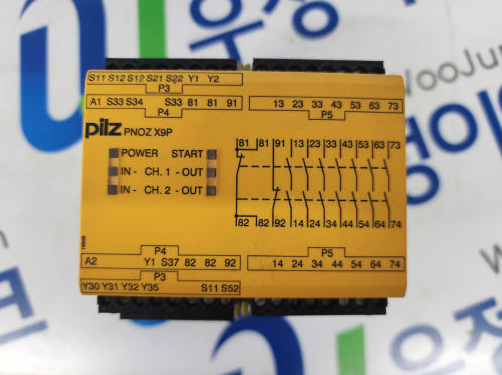 S11 S12 S12 S21 S22 Y1 Y2
P3
A1 S33 S34 S33 81 81 91 13 23 33 43 53 63 73
P4 P5
pilz PNOZ X9P
POWER START
IN - CH. 1 - OUT
IN - CH. 2 - OUT
81 81 91 13 23 33 43 53 63 73
82 82 92 14 24 34 44 54 64 74
P4 P5
A2 Y1 S37 82 82 92 14 24 34 44 54 64 74
P3
Y30 Y31 Y32 Y35 S11 S52
WooJu
우정